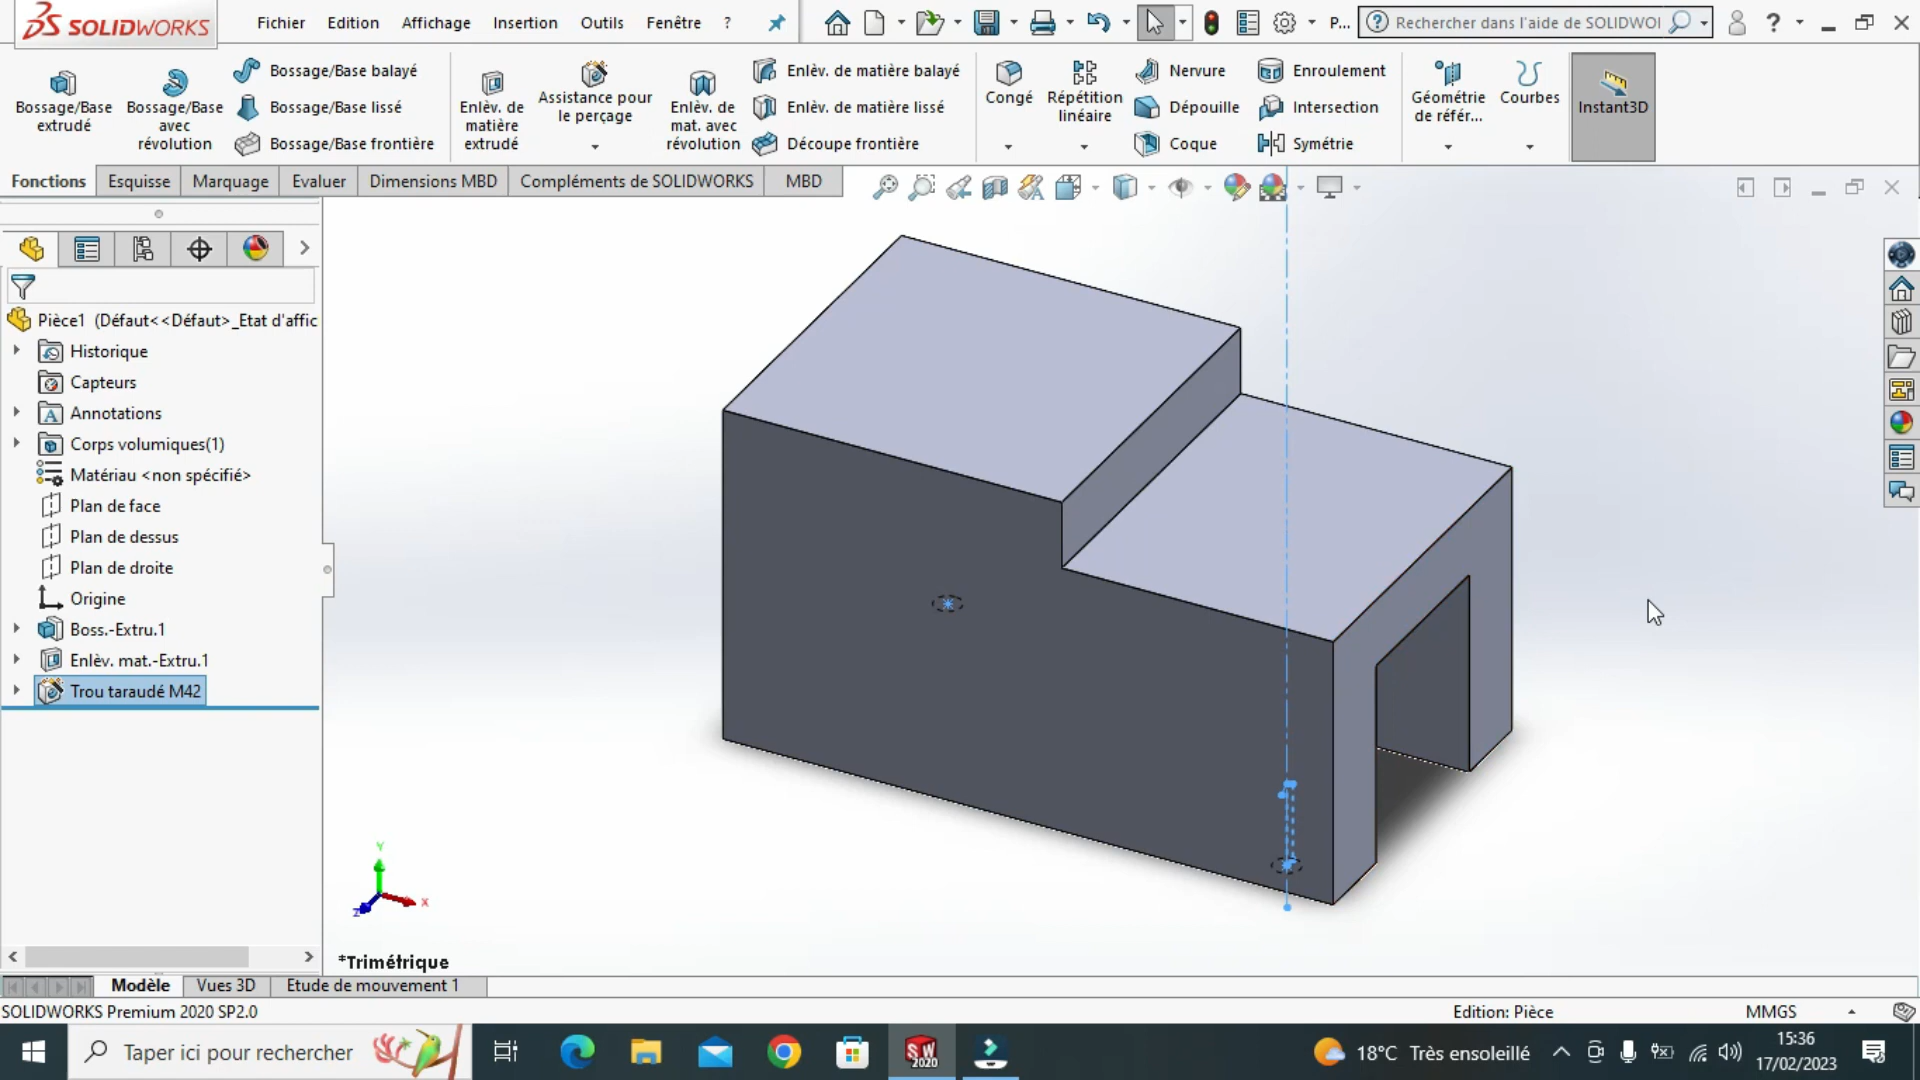 SOLIDWORKS
Fichier Edition Affichage Insertion Outils Fenêtre ?
P... Rechercher dans l'aide de SOLIDWOI
Bossage/Base extrudé
Bossage/Base avec révolution
Bossage/Base balayé
Bossage/Base lissé
Bossage/Base frontière
Enlèv. de matière extrudé
Assistance pour le perçage
Enlèv. de mat. avec révolution
Enlèv. de matière balayé
Enlèv. de matière lissé
Découpe frontière
Congé
Répétition linéaire
Nervure
Dépouille
Coque
Enroulement
Intersection
Symétrie
Géométrie de référ...
Courbes
Instant3D
Fonctions Esquisse Marquage Evaluer Dimensions MBD Compléments de SOLIDWORKS MBD
Pièce1 (Défaut<<Défaut>_Etat d'affic
Historique
Capteurs
Annotations
Corps volumiques(1)
Matériau <non spécifié>
Plan de face
Plan de dessus
Plan de droite
Origine
Boss.-Extru.1
Enlèv. mat.-Extru.1
Trou taraudé M42
Y
X
Z
*Trimétrique
Modèle Vues 3D Etude de mouvement 1
SOLIDWORKS Premium 2020 SP2.0 Edition: Pièce MMGS
Taper ici pour rechercher
SW 2020
18°C Très ensoleillé
15:36
17/02/2023